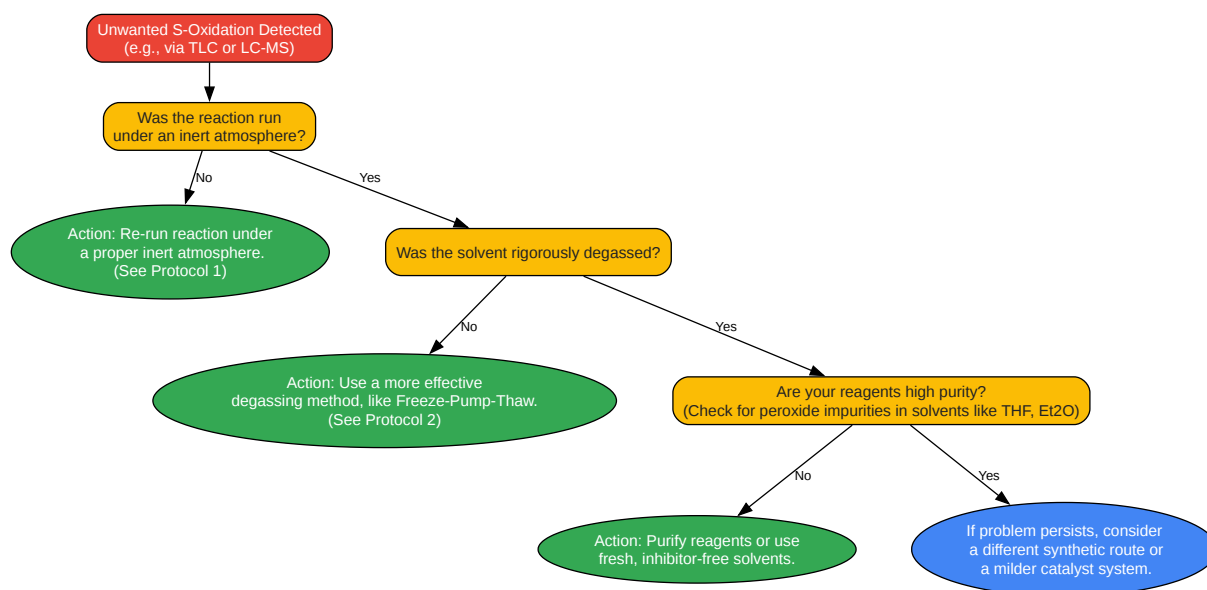 Unwanted S-Oxidation Detected
(e.g., via TLC or LC-MS)
Was the reaction run
under an inert atmosphere?
No
Yes
Action: Re-run reaction under
a proper inert atmosphere.
(See Protocol 1)
Was the solvent rigorously degassed?
No
Yes
Action: Use a more effective
degassing method, like Freeze-Pump-Thaw.
(See Protocol 2)
Are your reagents high purity?
(Check for peroxide impurities in solvents like THF, Et2O)
No
Yes
Action: Purify reagents or use
fresh, inhibitor-free solvents.
If problem persists, consider
a different synthetic route or
a milder catalyst system.